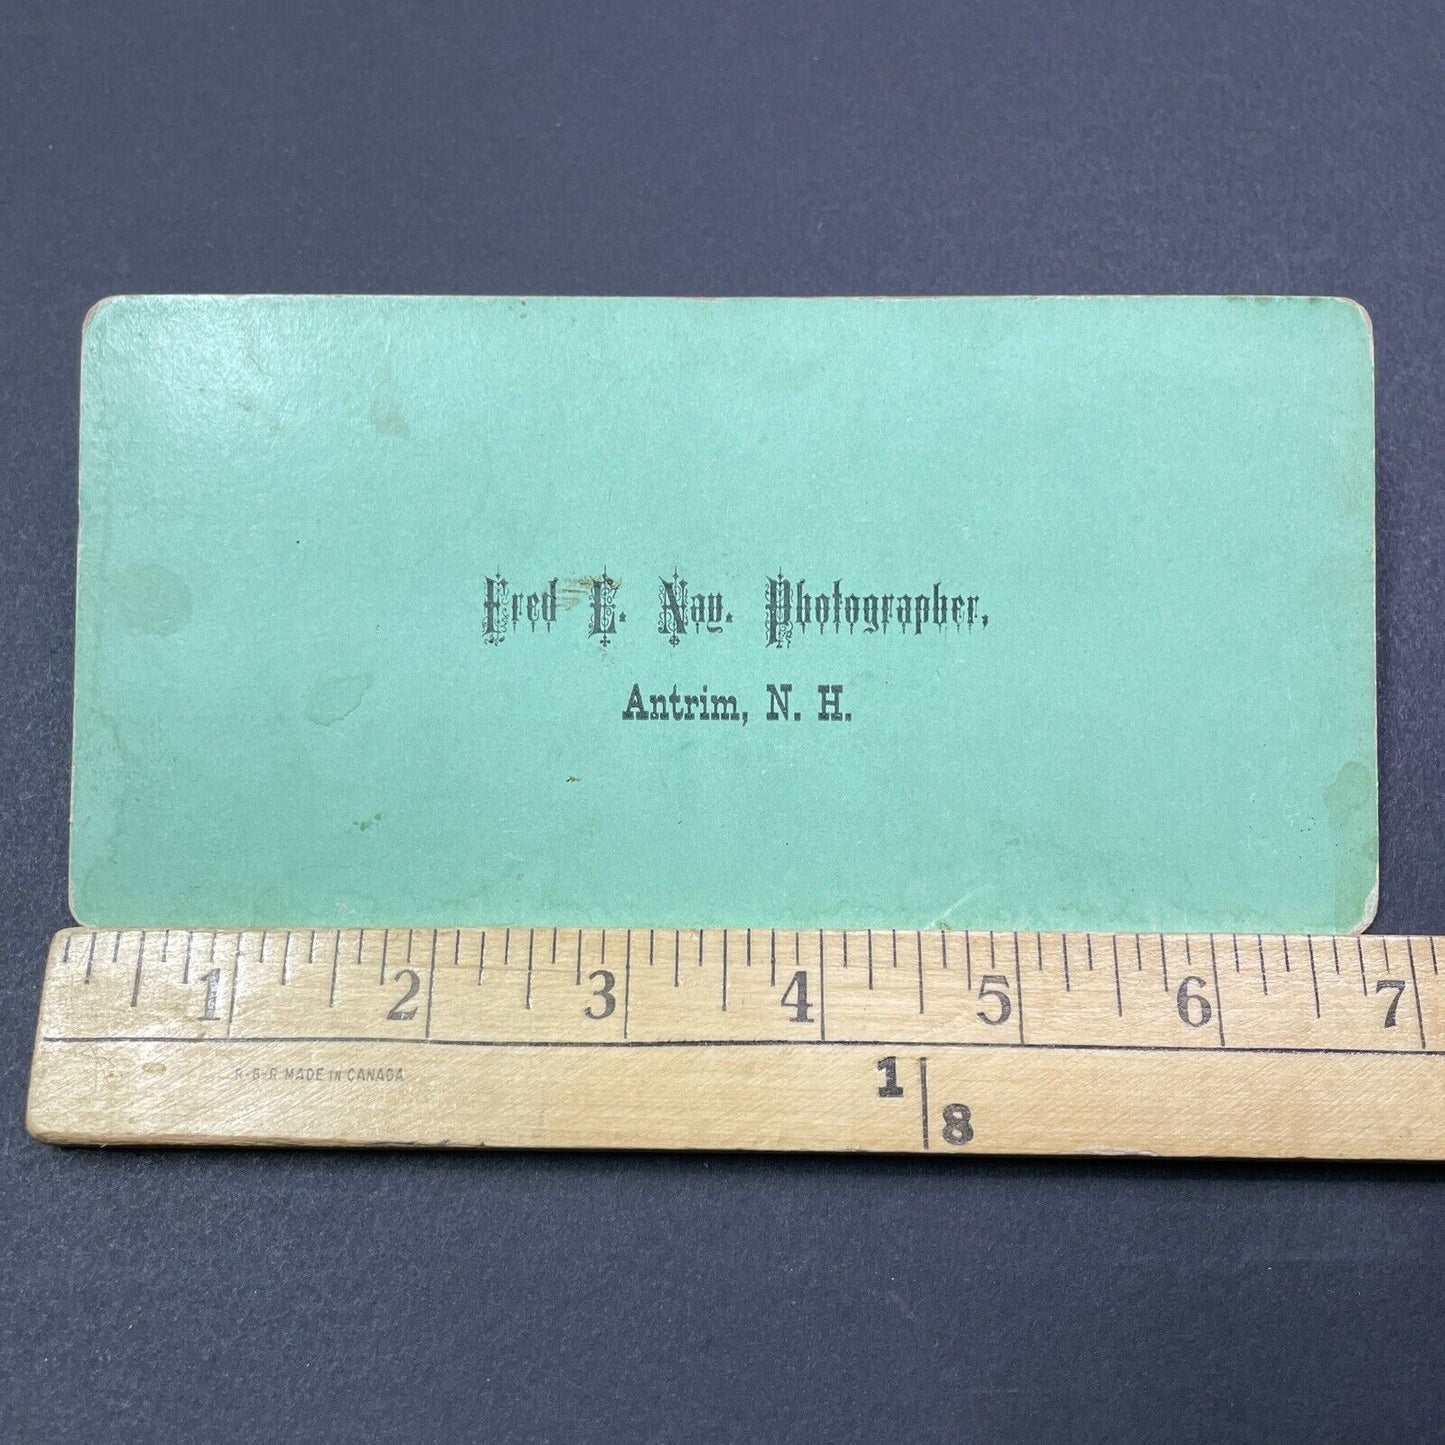 Fred L. Nay. Photographer,
Antrim, N. H.
1 2 3 4 5 6 7
R-B-R MADE IN CANADA
1
8